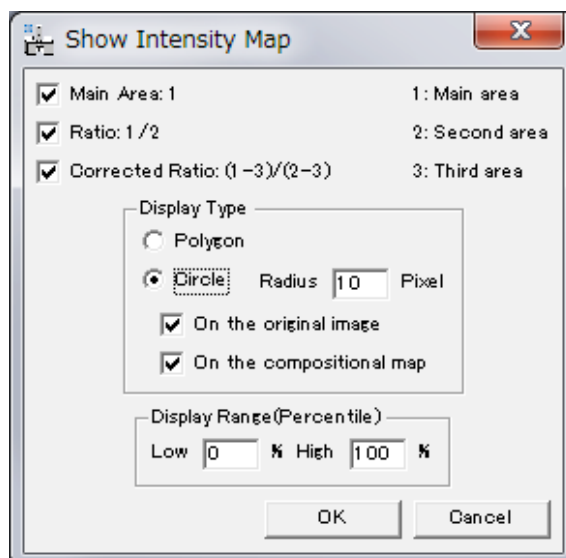 Show Intensity Map
Main Area: 1 1: Main area
Ratio: 1/2 2: Second area
Corrected Ratio: (1-3)/(2-3) 3: Third area
Display Type
Polygon
Circle Radius 10 Pixel
On the original image
On the compositional map
Display Range(Percentile)
Low 0 % High 100 %
OK Cancel